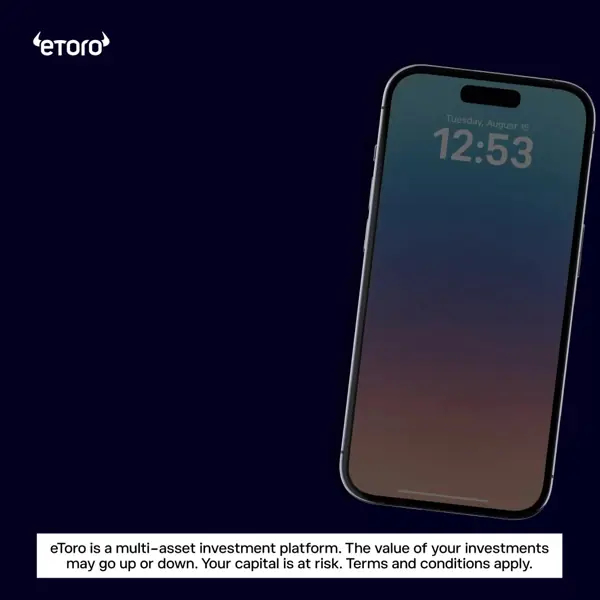 eToro
Tuesday, August 15
12:53
eToro is a multi-asset investment platform. The value of your investments
may go up or down. Your capital is at risk. Terms and conditions apply.